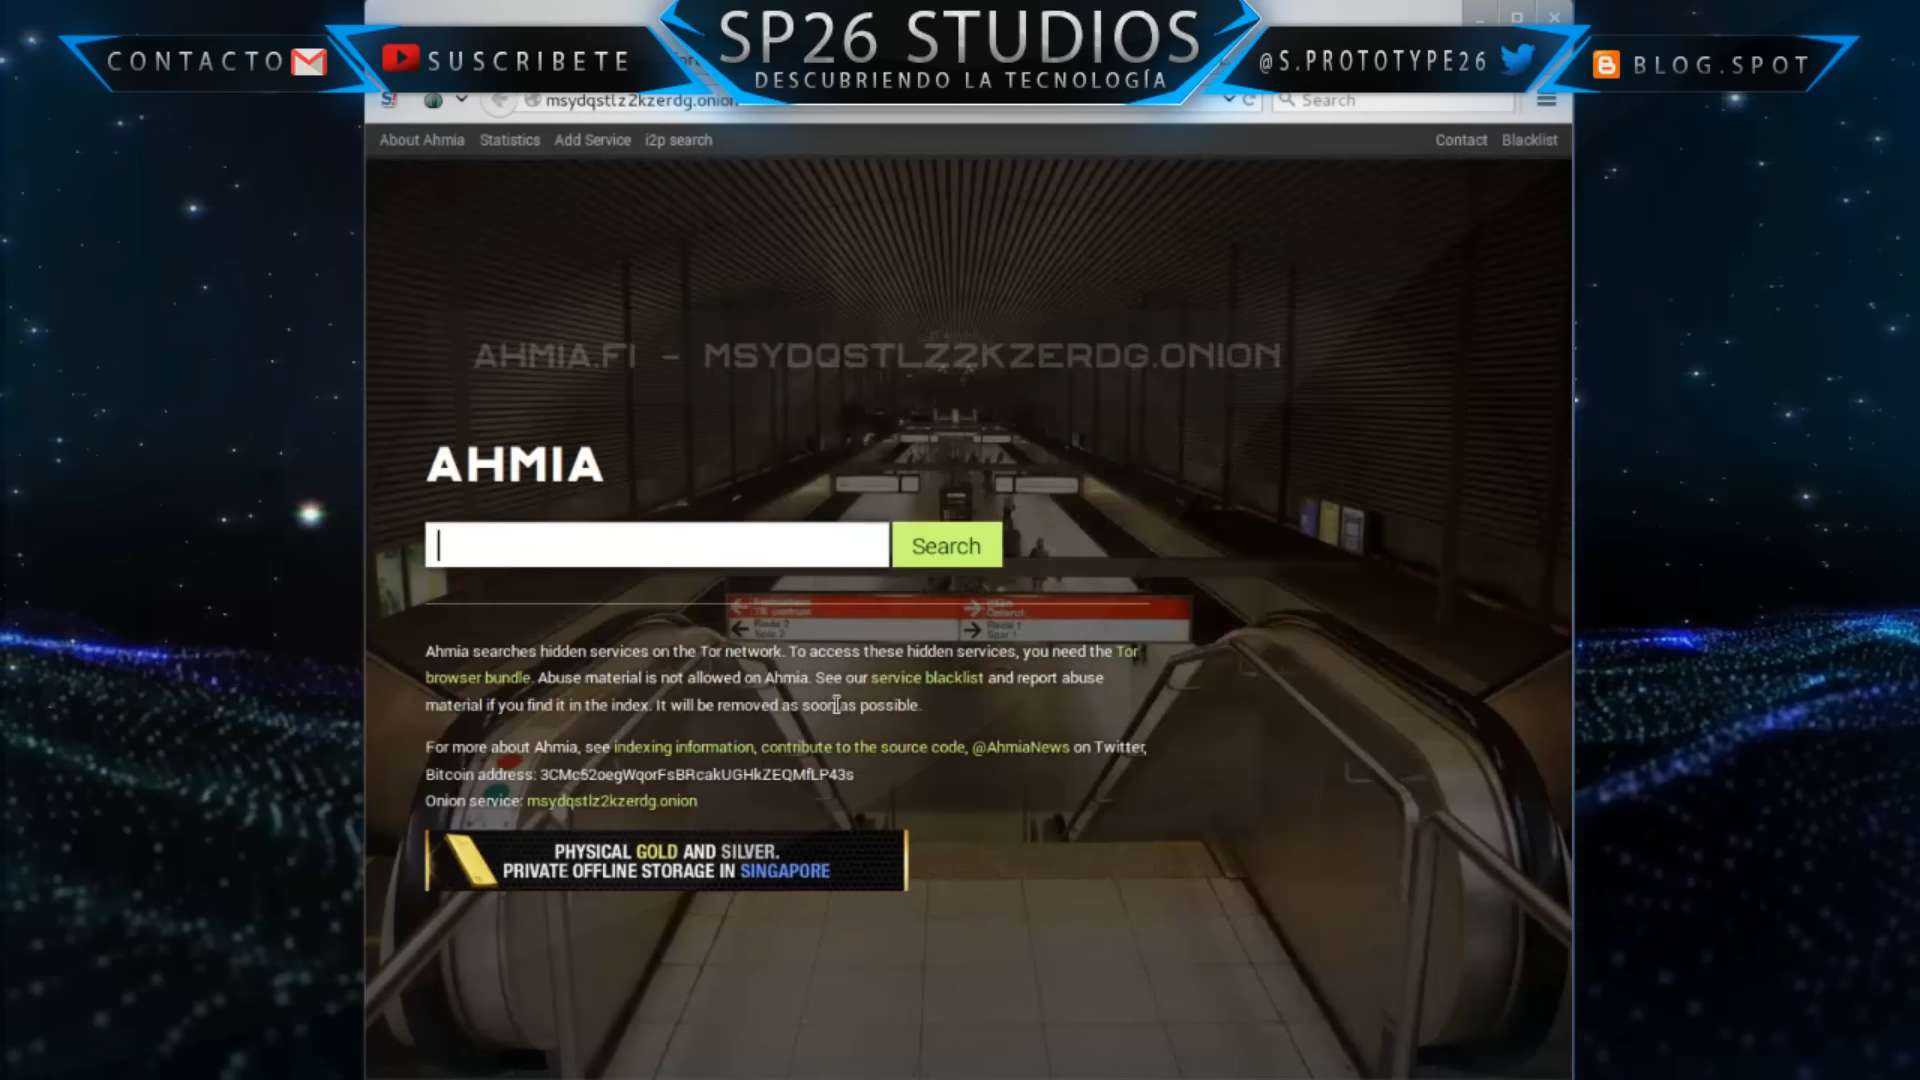 SP26 STUDIOS
DESCUBRIENDO LA TECNOLOGÍA
CONTACTO
SUSCRIBETE
@S.PROTOTYPE26
BLOG.SPOT
msydqstlz2kzerdg.onion
Search
About Ahmia Statistics Add Service i2p search Contact Blacklist
AHMIA.FI - MSYDQSTLZ2KZERDG.ONION
AHMIA
Search
Ahmia searches hidden services on the Tor network. To access these hidden services, you need the Tor
browser bundle. Abuse material is not allowed on Ahmia. See our service blacklist and report abuse
material if you find it in the index. It will be removed as soon as possible.
For more about Ahmia, see indexing information, contribute to the source code, @AhmiaNews on Twitter,
Bitcoin address: 3CMc52oegWqorFsBRcakUGHkZEQMfLP43s
Onion service: msydqstlz2kzerdg.onion
PHYSICAL GOLD AND SILVER.
PRIVATE OFFLINE STORAGE IN SINGAPORE